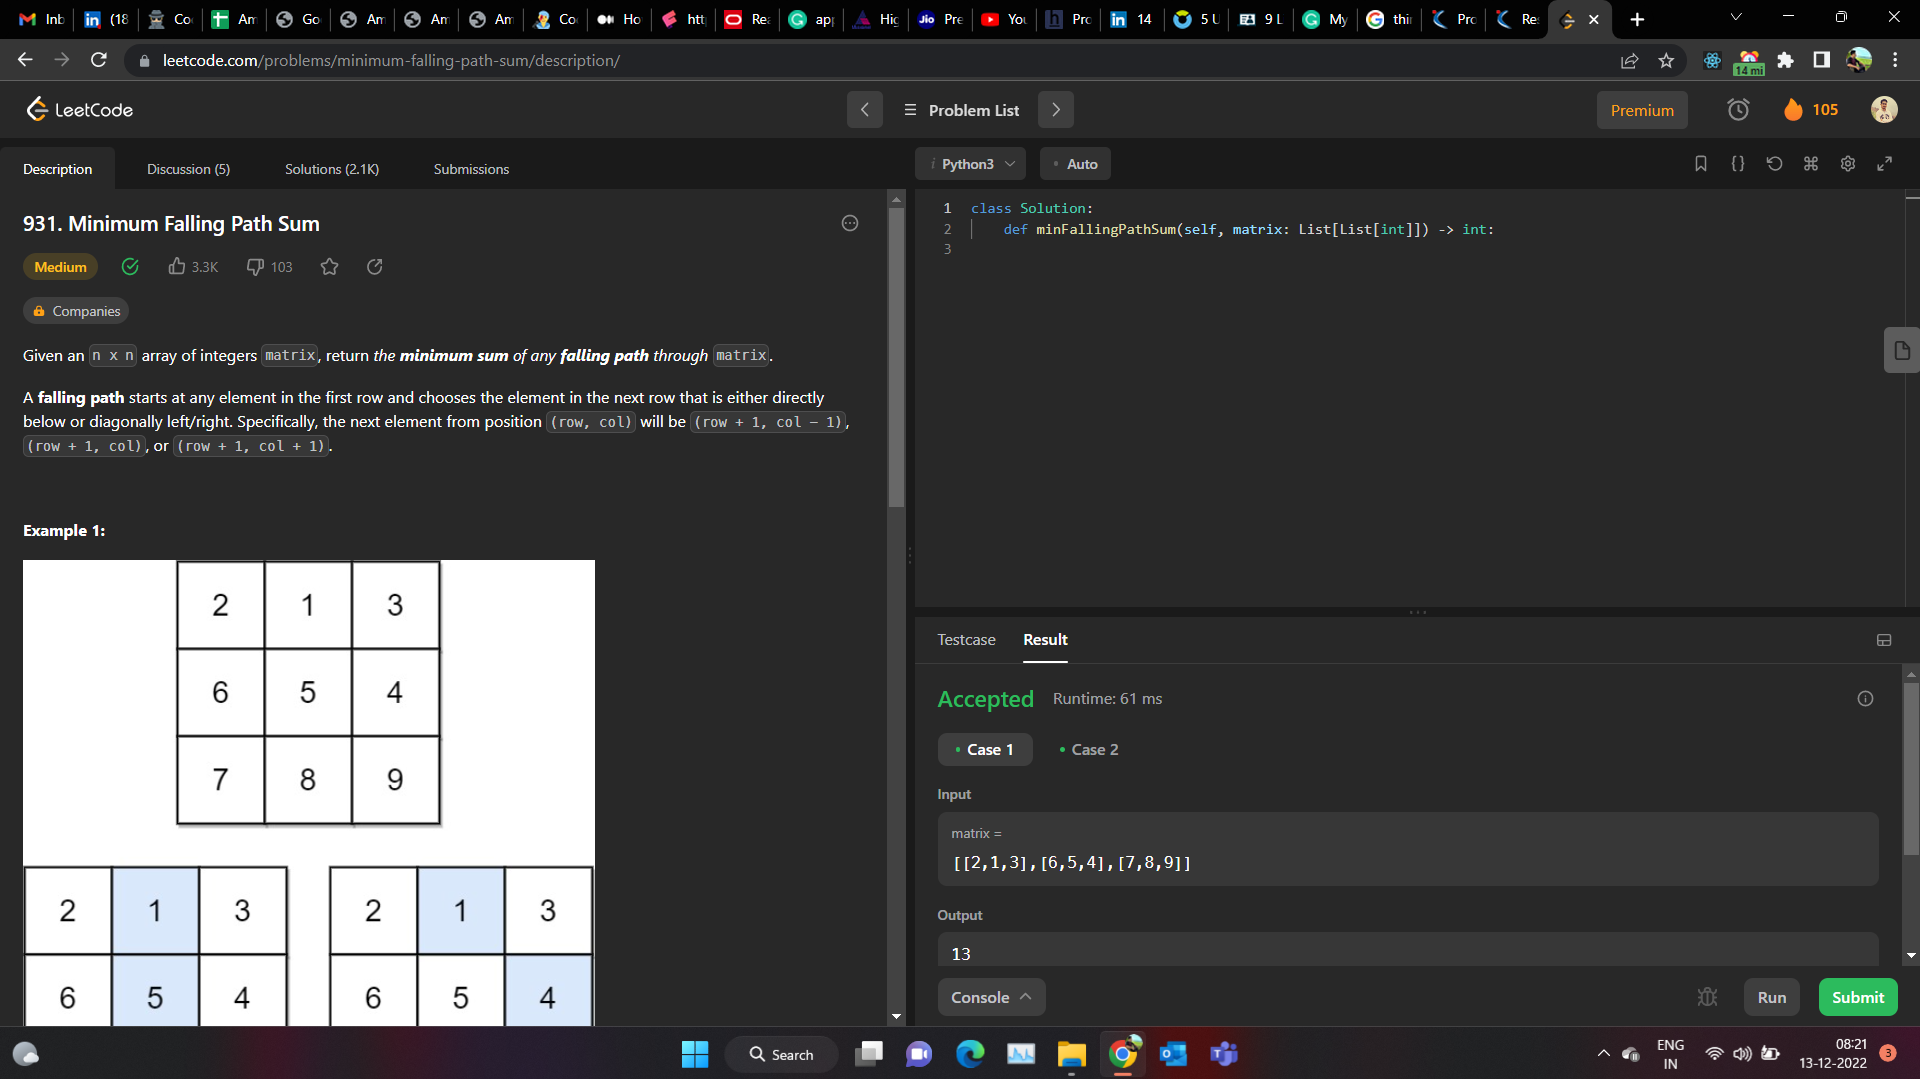 Inb
(18
Co
Am
Go
Am
Am
Am
Co
Ho
htt
Rea
app
Hig
Pre
You
Pro
14
5 U
9 L
My
thi
Pro
Re
leetcode.com/problems/minimum-falling-path-sum/description/
14 mi
LeetCode
Problem List
Premium
105
Description
Discussion (5)
Solutions (2.1K)
Submissions
931. Minimum Falling Path Sum
Medium
3.3K
103
Companies
Given an n x n array of integers matrix, return the minimum sum of any falling path through matrix.
A falling path starts at any element in the first row and chooses the element in the next row that is either directly
below or diagonally left/right. Specifically, the next element from position (row, col) will be (row + 1, col - 1),
(row + 1, col), or (row + 1, col + 1).
Example 1:
2 1 3
6 5 4
7 8 9
2 1 3 2 1 3
6 5 4 6 5 4
i Python3
Auto
1 class Solution:
2 def minFallingPathSum(self, matrix: List[List[int]]) -> int:
3
Testcase
Result
Accepted
Runtime: 61 ms
Case 1
Case 2
Input
matrix =
[[2,1,3],[6,5,4],[7,8,9]]
Output
13
Console
Run
Submit
Search
ENG
IN
08:21
13-12-2022
3